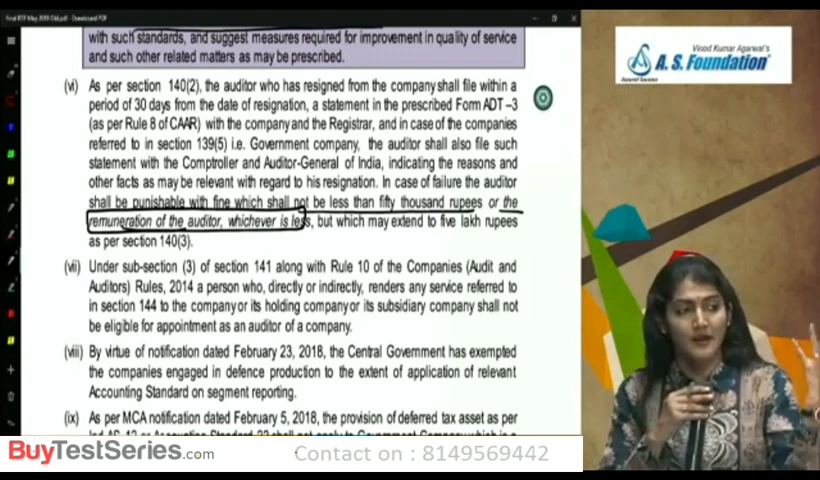 Final RTP May 2018 Old.pdf - Drawboard PDF
with such standards, and suggest measures required for improvement in quality of service
and such other related matters as may be prescribed.
(vi) As per section 140(2), the auditor who has resigned from the company shall file within a
period of 30 days from the date of resignation, a statement in the prescribed Form ADT –3
(as per Rule 8 of CAAR) with the company and the Registrar, and in case of the companies
referred to in section 139(5) i.e. Government company, the auditor shall also file such
statement with the Comptroller and Auditor-General of India, indicating the reasons and
other facts as may be relevant with regard to his resignation. In case of failure the auditor
shall be punishable with fine which shall not be less than fifty thousand rupees or the
remuneration of the auditor, whichever is less, but which may extend to five lakh rupees
as per section 140(3).
(vii) Under sub-section (3) of section 141 along with Rule 10 of the Companies (Audit and
Auditors) Rules, 2014 a person who, directly or indirectly, renders any service referred to
in section 144 to the company or its holding company or its subsidiary company shall not
be eligible for appointment as an auditor of a company.
(viii) By virtue of notification dated February 23, 2018, the Central Government has exempted
the companies engaged in defence production to the extent of application of relevant
Accounting Standard on segment reporting.
(ix) As per MCA notification dated February 5, 2018, the provision of deferred tax asset as per
Vinod Kumar Agarwal's
A. S. Foundation®
BuyTestSeries.com
Contact on : 8149569442